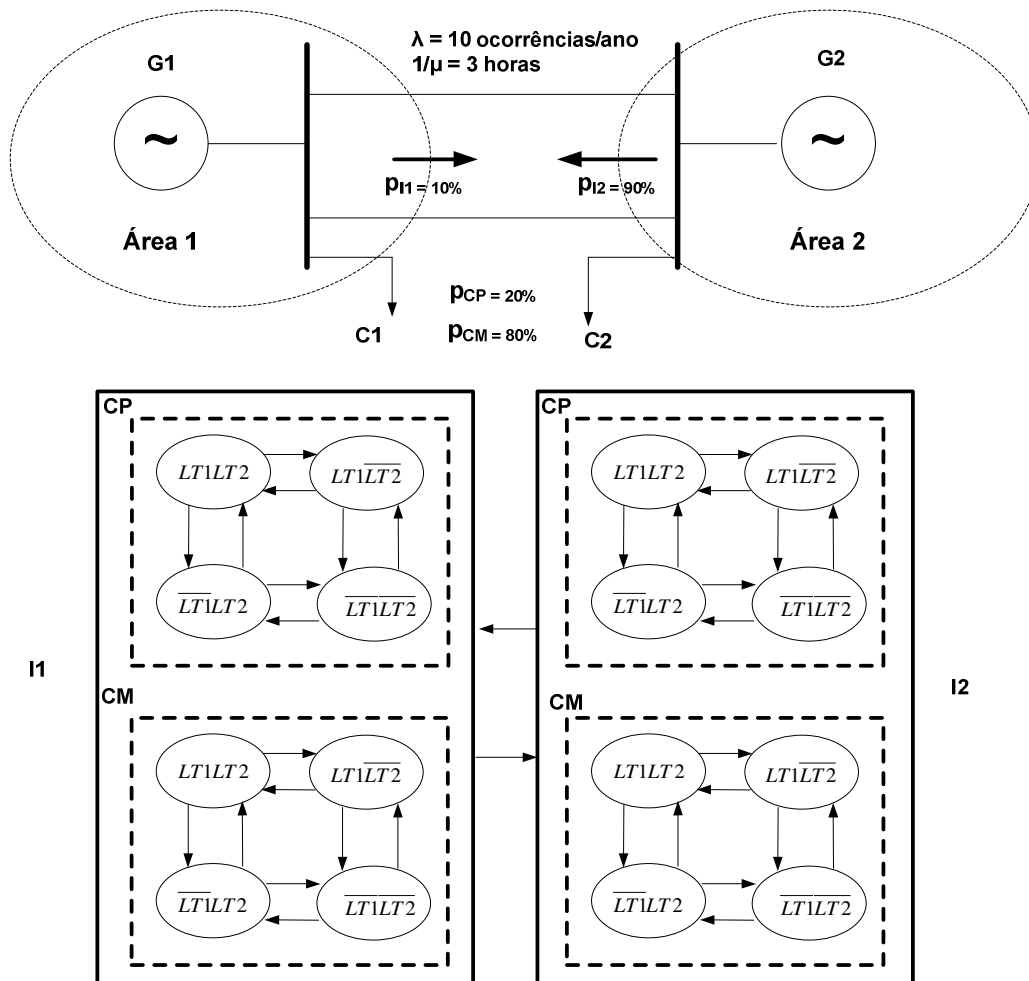 λ = 10 ocorrências/ano
1/μ = 3 horas
G1
G2
~
~
pI1 = 10%
pI2 = 90%
Área 1
Área 2
pCP = 20%
pCM = 80%
C1
C2
CP
LT1LT2
LT1L̅T̅2̅
L̅T̅1̅LT2
L̅T̅1̅L̅T̅2̅
CP
LT1LT2
LT1L̅T̅2̅
L̅T̅1̅LT2
L̅T̅1̅L̅T̅2̅
I1
I2
CM
LT1LT2
LT1L̅T̅2̅
L̅T̅1̅LT2
L̅T̅1̅L̅T̅2̅
CM
LT1LT2
LT1L̅T̅2̅
L̅T̅1̅LT2
L̅T̅1̅L̅T̅2̅